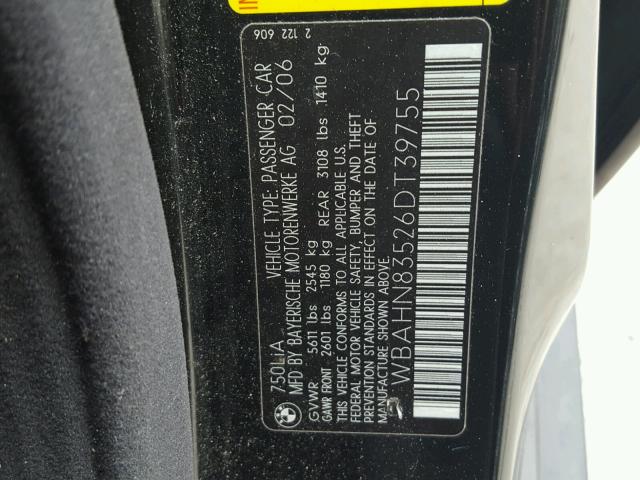 750LiA VEHICLE TYPE: PASSENGER CAR
MFD BY BAYERISCHE MOTORENWERKE AG 02/06
GVWR 5611 lbs 2545 kg
GAWR FRONT 2601 lbs 1180 kg REAR 3108 lbs 1410 kg
THIS VEHICLE CONFORMS TO ALL APPLICABLE U.S.
FEDERAL MOTOR VEHICLE SAFETY, BUMPER AND THEFT
PREVENTION STANDARDS IN EFFECT ON THE DATE OF
MANUFACTURE
WBAHN83526DT39755
2 122 606